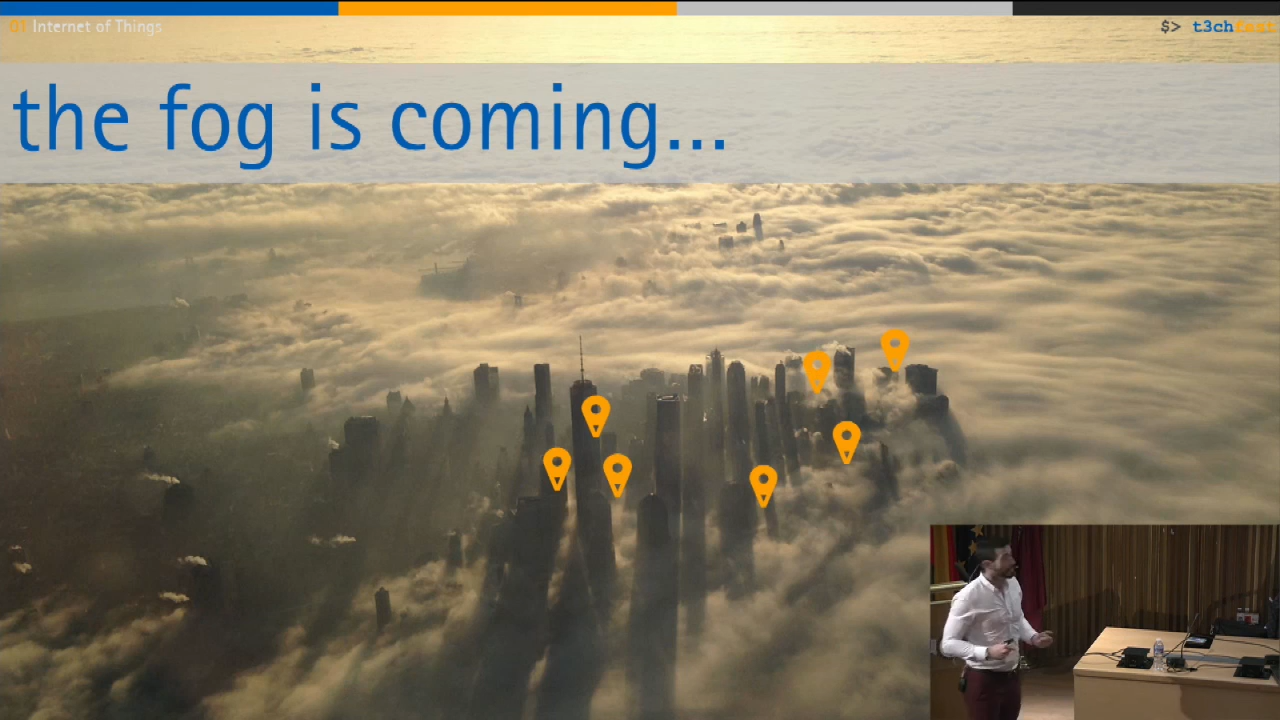 01 Internet of Things
$> t3chfest
the fog is coming...